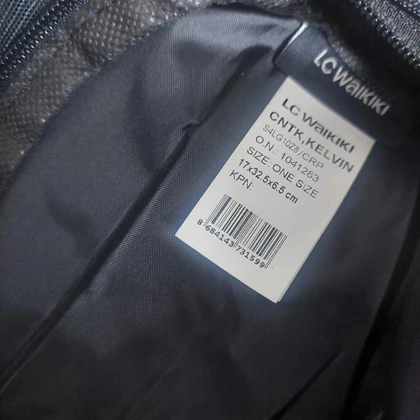 LC WAIKIKI
LC WAIKIKI
CNTK,KELVIN
S4LG10Z8/CRP
O.N.: 1041263
SIZE: ONE SIZE
17x32.5x6.5 cm
KPN:
8 684143 731599